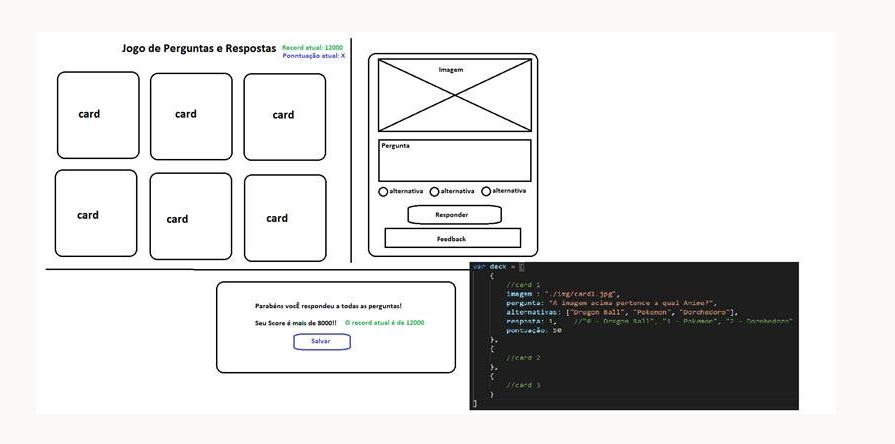 Jogo de Perguntas e Respostas
Record atual: 12000
Ponntuação atual: X
card
card
card
card
card
card
Imagem
Pergunta
alternativa
alternativa
alternativa
Responder
Feedback
Parabéns vocÊ respondeu a todas as perguntas!
Seu Score é mais de 8000!! O record atual é de 12000
Salvar
var deck = [
{
//card 1
imagem : "./img/card1.jpg",
pergunta: "A imagem acima pertence a qual Anime?",
alternativas: ["Dragon Ball", "Pokemon", "Dorohedoro"],
resposta: 1, //"0 - Dragon Ball", "1 - Pokemon", "2 - Dorohedoro"
pontuação: 50
},
{
//card 2
},
{
//card 3
}
]